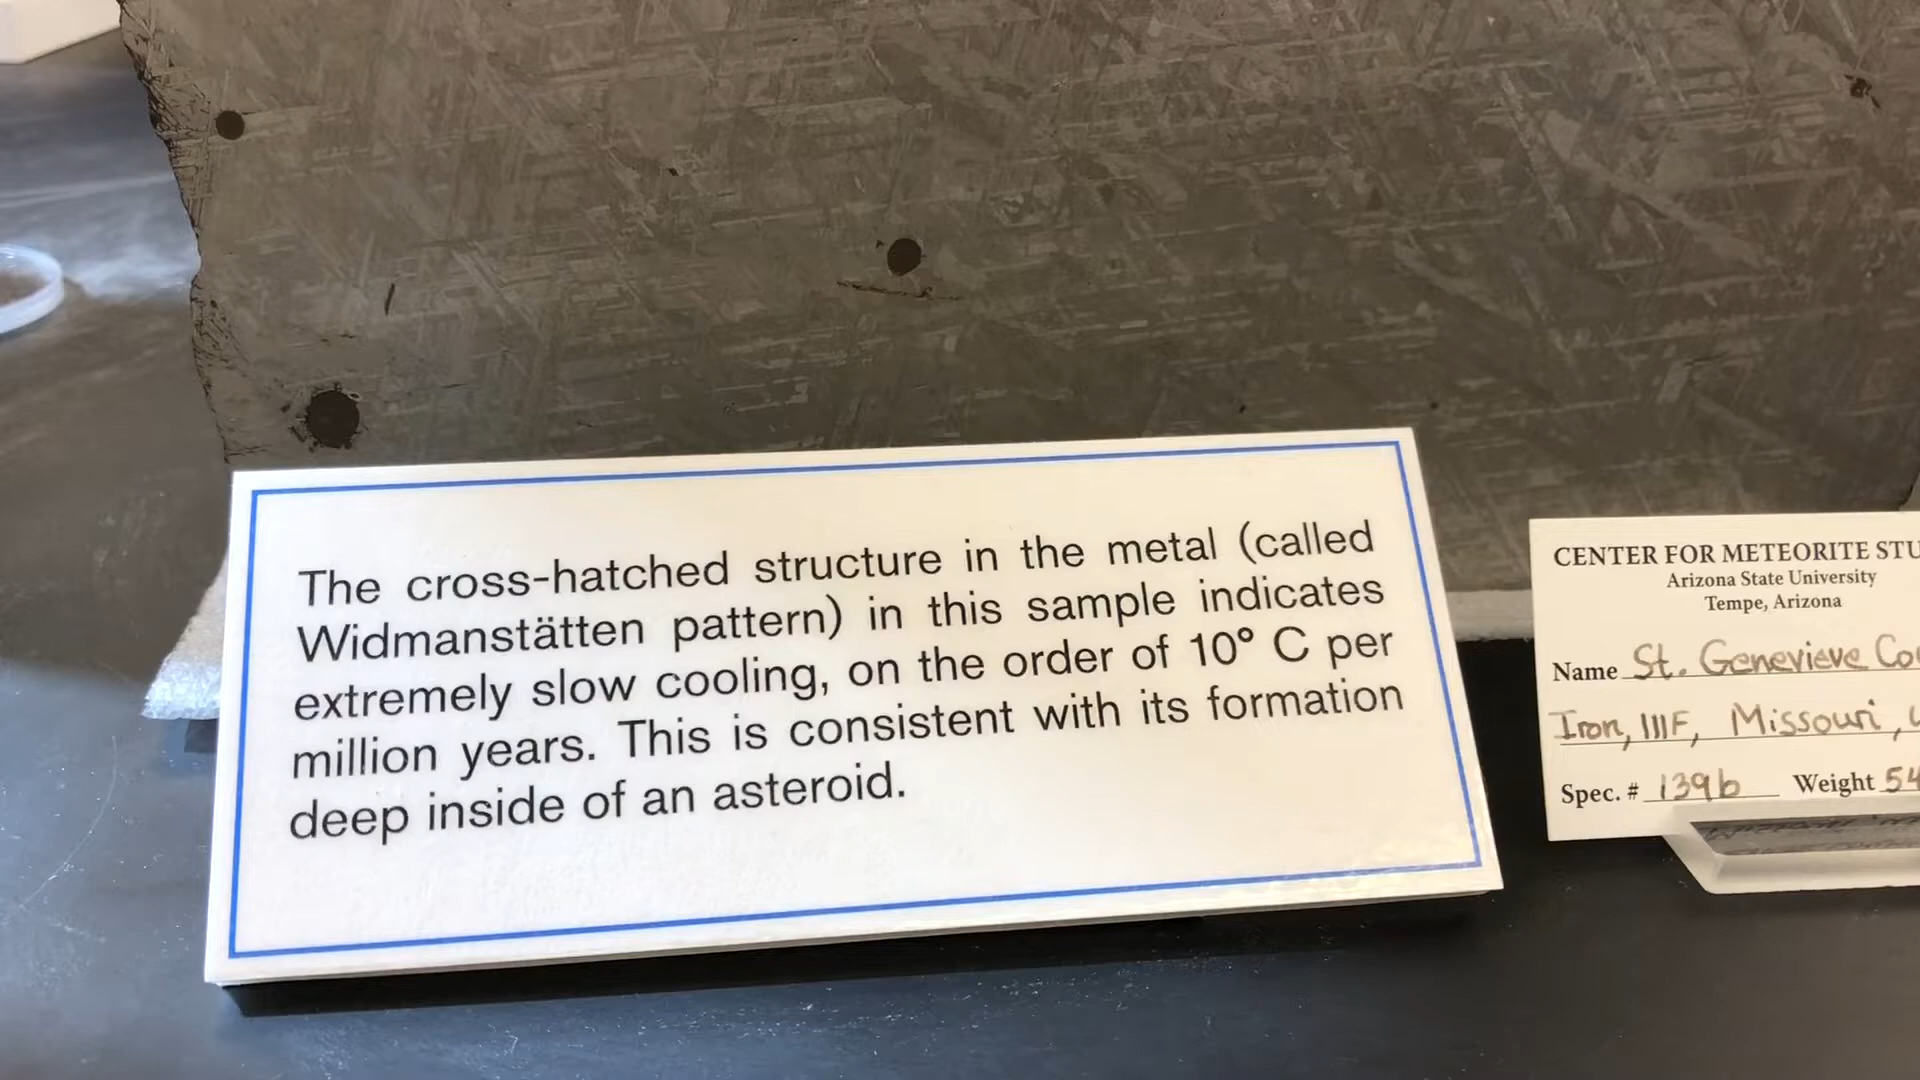 The cross-hatched structure in the metal (called
Widmanstätten pattern) in this sample indicates
extremely slow cooling, on the order of 10° C per
million years. This is consistent with its formation
deep inside of an asteroid.
CENTER FOR METEORITE
Arizona State University
Tempe, Arizona
Name St. Genevieve
Iron, IIIF, Missouri,
Spec. # 139b Weight 54